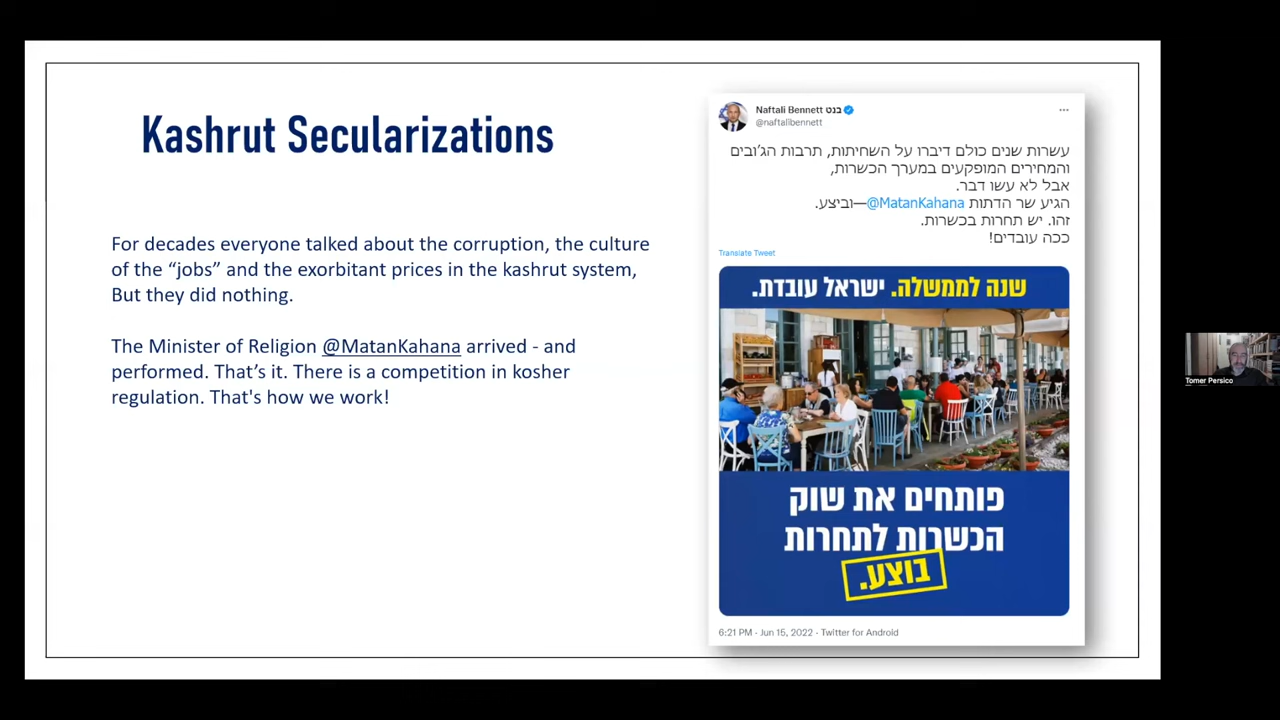 Kashrut Secularizations
For decades everyone talked about the corruption, the culture
of the “jobs” and the exorbitant prices in the kashrut system,
But they did nothing.
The Minister of Religion @MatanKahana arrived - and
performed. That’s it. There is a competition in kosher
regulation. That's how we work!
Naftali Bennett בנט
@naftalibennett
עשרות שנים כולם דיברו על השחיתות, תרבות הג'ובים
והמחירים המופקעים במערך הכשרות,
אבל לא עשו דבר.
הגיע שר הדתות @MatanKahana—וביצע.
זהו. יש תחרות בכשרות.
ככה עובדים!
Translate Tweet
שנה לממשלה. ישראל עובדת.
פותחים את שוק
הכשרות לתחרות
בוצע.
6:21 PM - Jun 15, 2022 - Twitter for Android
Tomer Persico